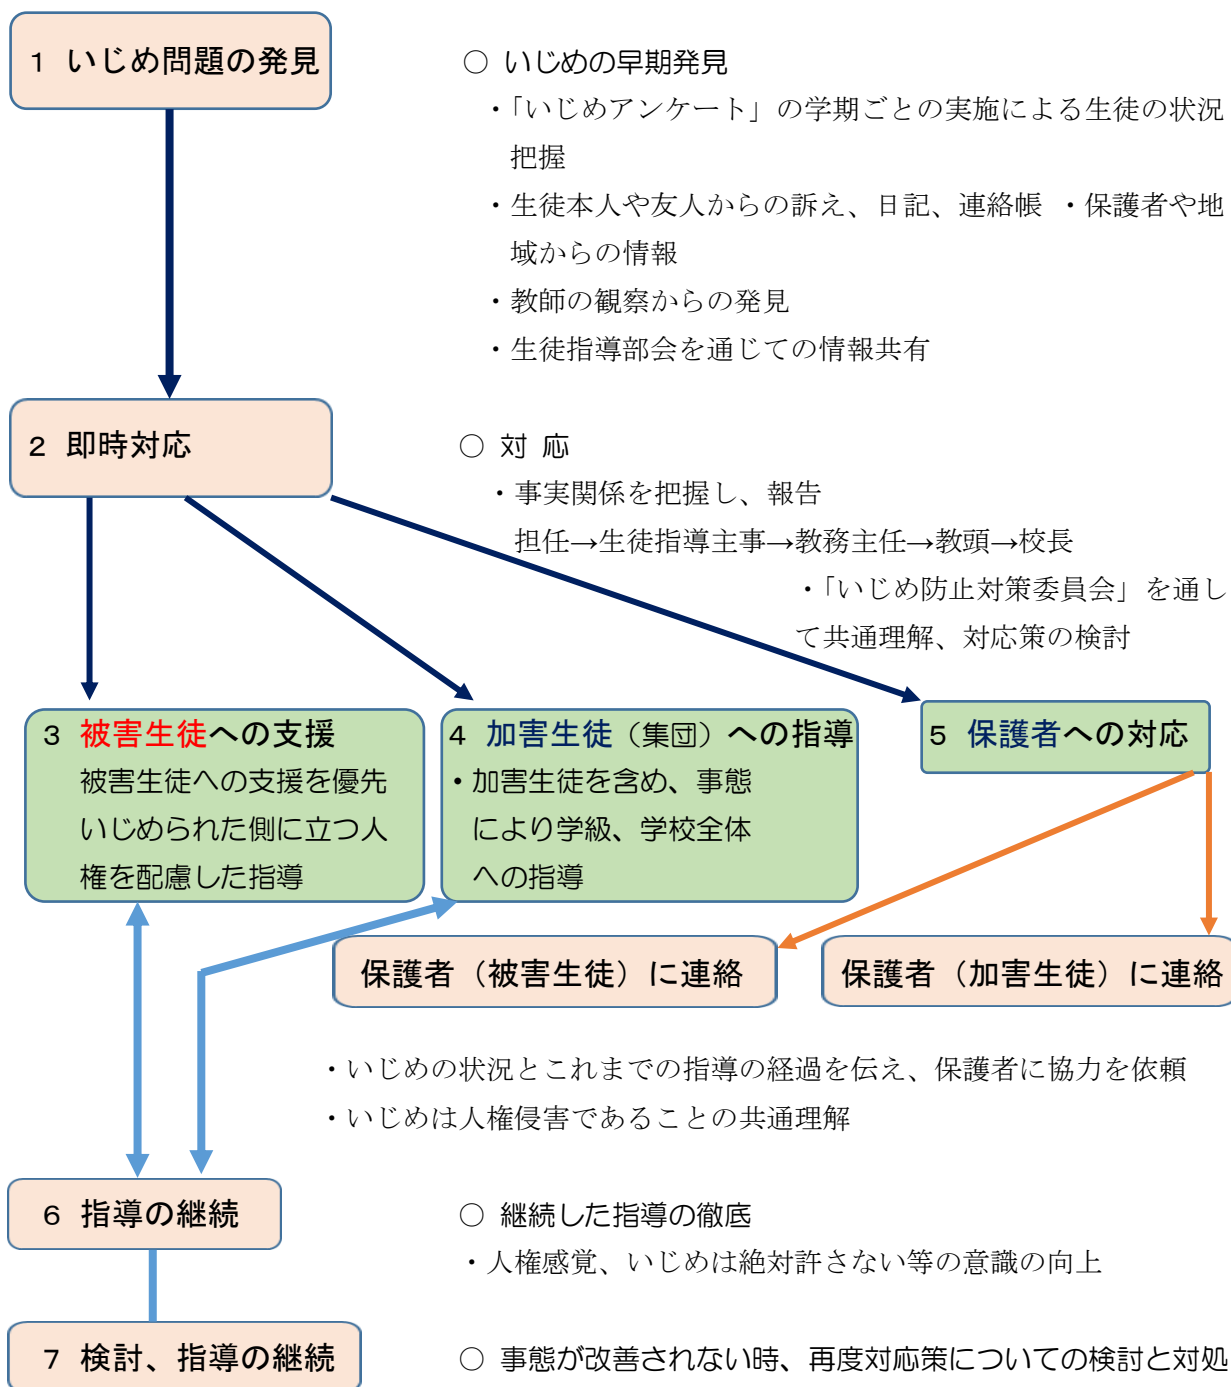 1 いじめ問題の発見
○ いじめの早期発見
・「いじめアンケート」の学期ごとの実施による生徒の状況
把握
・生徒本人や友人からの訴え、日記、連絡帳 ・保護者や地
域からの情報
・教師の観察からの発見
・生徒指導部会を通じての情報共有
2 即時対応
○ 対 応
・事実関係を把握し、報告
担任→生徒指導主事→教務主任→教頭→校長
・「いじめ防止対策委員会」を通し
て共通理解、対応策の検討
3 被害生徒への支援
被害生徒への支援を優先
いじめられた側に立つ人
権を配慮した指導
4 加害生徒（集団）への指導
・加害生徒を含め、事態
により学級、学校全体
への指導
5 保護者への対応
保護者（被害生徒）に連絡
保護者（加害生徒）に連絡
・いじめの状況とこれまでの指導の経過を伝え、保護者に協力を依頼
・いじめは人権侵害であることの共通理解
6 指導の継続
○ 継続した指導の徹底
・人権感覚、いじめは絶対許さない等の意識の向上
7 検討、指導の継続
○ 事態が改善されない時、再度対応策についての検討と対処